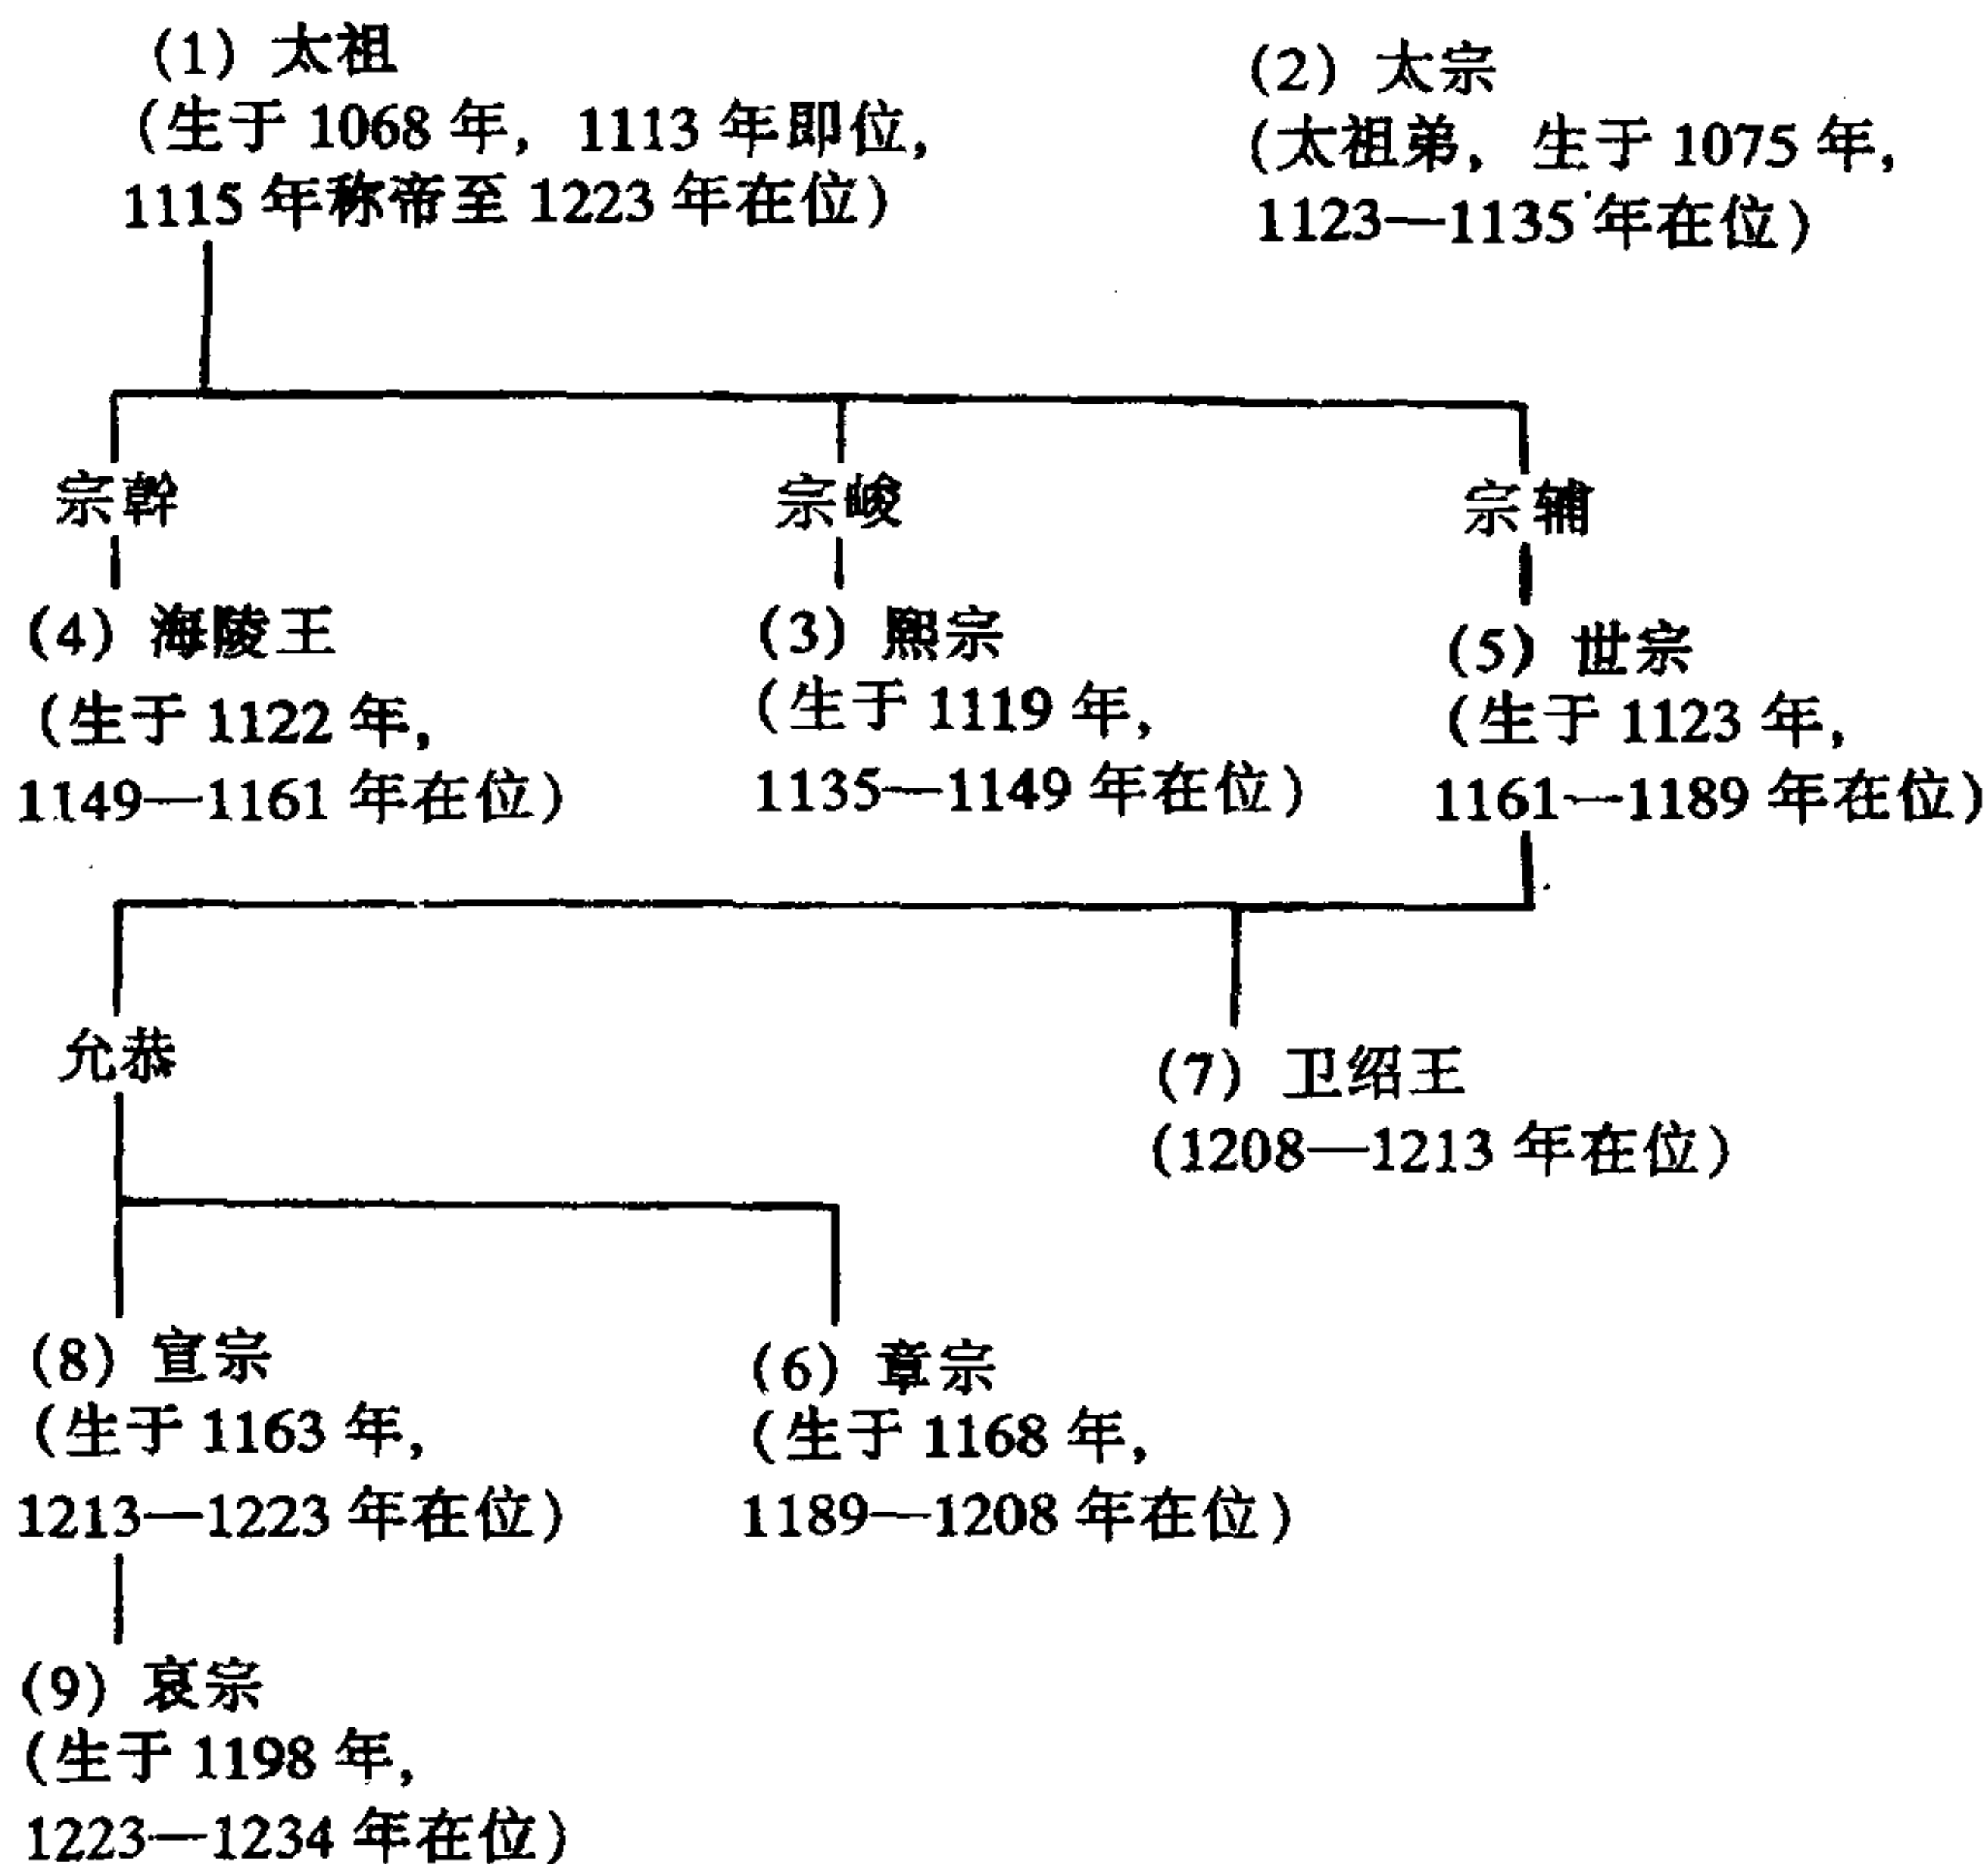 (1) 太祖
(生于 1068 年, 1113 年即位,
1115 年称帝至 1223 年在位)
(2) 太宗
(太祖弟, 生于 1075 年,
1123—1135 年在位)
宗幹
宗峻
宗辅
(4) 海陵王
(生于 1122 年,
1149—1161 年在位)
(3) 熙宗
(生于 1119 年,
1135—1149 年在位)
(5) 世宗
(生于 1123 年,
1161—1189 年在位)
允恭
(7) 卫绍王
(1208—1213 年在位)
(8) 宣宗
(生于 1163 年,
1213—1223 年在位)
(6) 章宗
(生于 1168 年,
1189—1208 年在位)
(9) 哀宗
(生于 1198 年,
1223—1234 年在位)